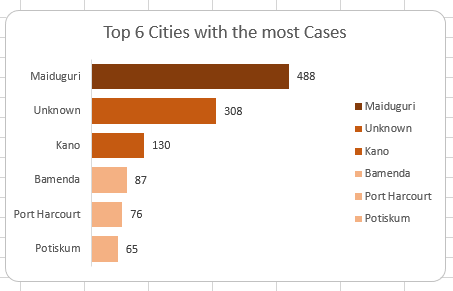 Top 6 Cities with the most Cases
Maiduguri 488
Unknown 308
Kano 130
Bamenda 87
Port Harcourt 76
Potiskum 65
Maiduguri
Unknown
Kano
Bamenda
Port Harcourt
Potiskum